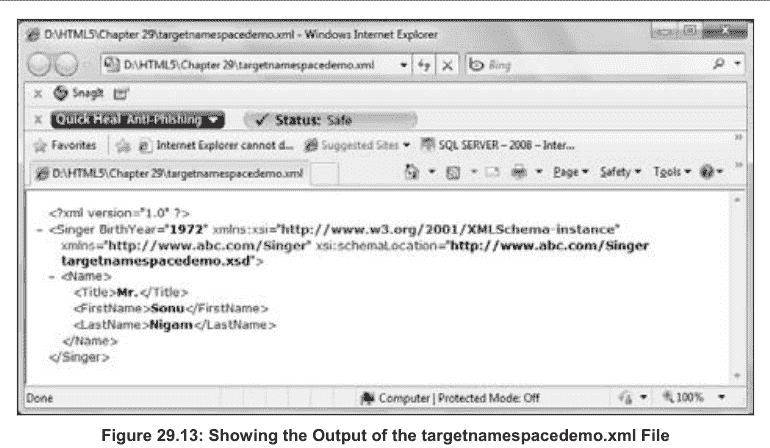 D:\HTML5\Chapter 29\targetnamespacedemo.xml - Windows Internet Explorer
D:\HTML5\Chapter 29\targetnamespacedemo.xml
Bing
x SnagIt
x Quick Heal Anti-Phishing Status: Safe
Favorites Internet Explorer cannot d... Suggested Sites SQL SERVER – 2008 – Inter...
D:\HTML5\Chapter 29\targetnamespacedemo.xml Page Safety Tools
<?xml version="1.0" ?>
- <Singer BirthYear="1972" xmlns:xsi="http://www.w3.org/2001/XMLSchema-instance"
xmlns="http://www.abc.com/Singer" xsi:schemaLocation="http://www.abc.com/Singer
targetnamespacedemo.xsd">
- <Name>
<Title>Mr.</Title>
<FirstName>Sonu</FirstName>
<LastName>Nigam</LastName>
</Name>
</Singer>
Done Computer | Protected Mode: Off 100%
Figure 29.13: Showing the Output of the targetnamespacedemo.xml File